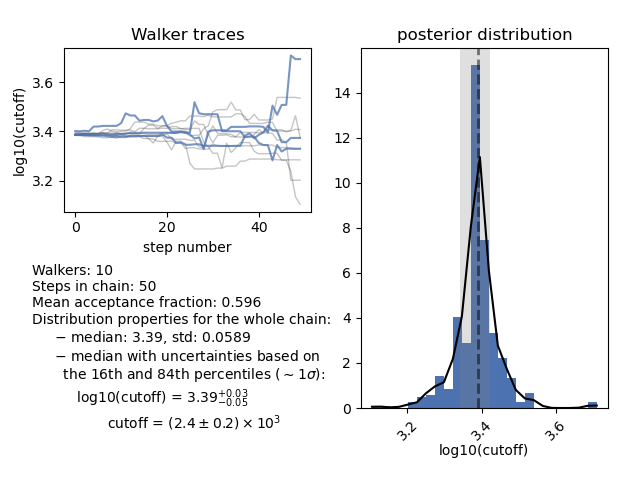 Walker traces
log10(cutoff)
3.6
3.4
3.2
0
20
40
step number
Walkers: 10
Steps in chain: 50
Mean acceptance fraction: 0.596
Distribution properties for the whole chain:
− median: 3.39, std: 0.0589
− median with uncertainties based on
the 16th and 84th percentiles (∼1σ):
log10(cutoff) = 3.39^{+0.03}_{−0.05}
cutoff = (2.4 ± 0.2) × 10³
posterior distribution
14
12
10
8
6
4
2
0
3.2
3.4
3.6
log10(cutoff)